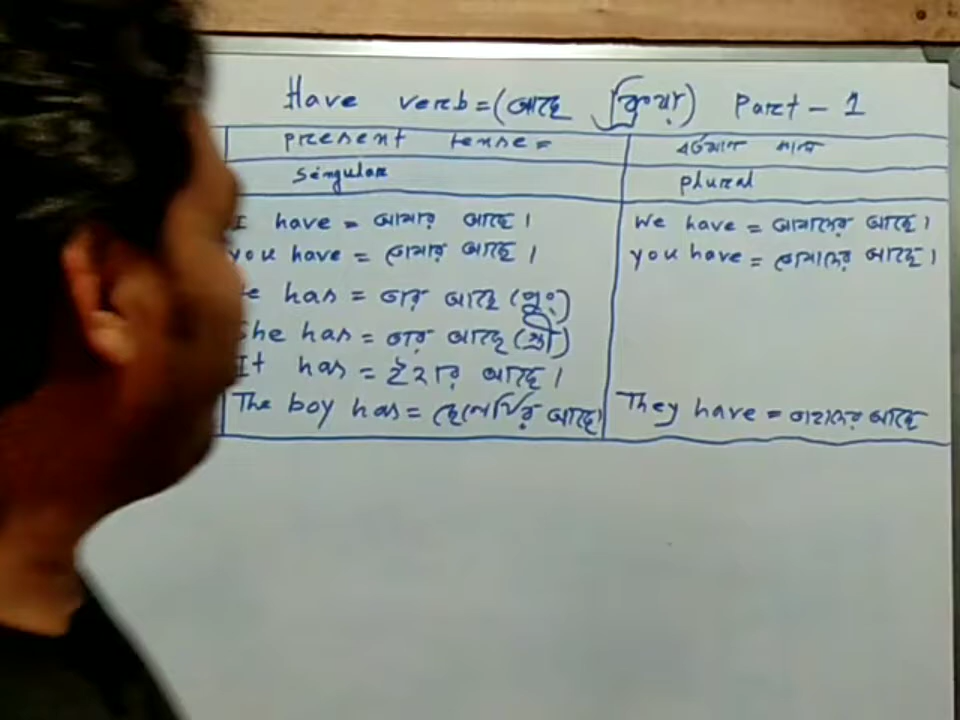 Have verb = (আছে ক্রিয়ার) Part - 1
present tense = বর্তমান কাল
singular plural
I have = আমার আছে। We have = আমাদের আছে।
you have = তোমার আছে। you have = তোমাদের আছে।
e has = তার আছে (পুং)
She has = তার আছে (স্ত্রী)
It has = ইহার আছে।
The boy has = ছেলেটির আছে। They have = তাহাদের আছে